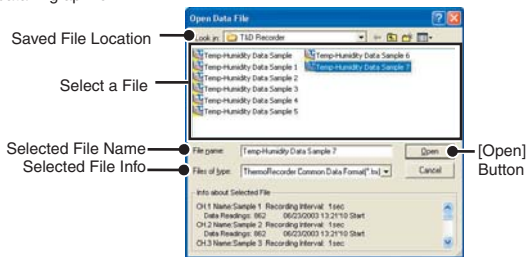 Open Data File
Saved File Location
Look in: T&D Recorder
Temp-Humidity Data Sample
Temp-Humidity Data Sample 1
Temp-Humidity Data Sample 2
Temp-Humidity Data Sample 3
Temp-Humidity Data Sample 4
Temp-Humidity Data Sample 5
Temp-Humidity Data Sample 6
Temp-Humidity Data Sample 7
Select a File
Selected File Name
File name: Temp-Humidity Data Sample 7 Open
[Open] Button
Selected File Info
Files of type: ThermoRecorder Common Data Format(*.trx) Cancel
Info about Selected File
CH.1 Name:Sample 1 Recording Interval: 1sec
Data Readings: 862 06/23/2003 13:21'10 Start
CH.2 Name:Sample 2 Recording Interval: 1sec
Data Readings: 862 06/23/2003 13:21'10 Start
CH.3 Name:Sample 3 Recording Interval: 1sec